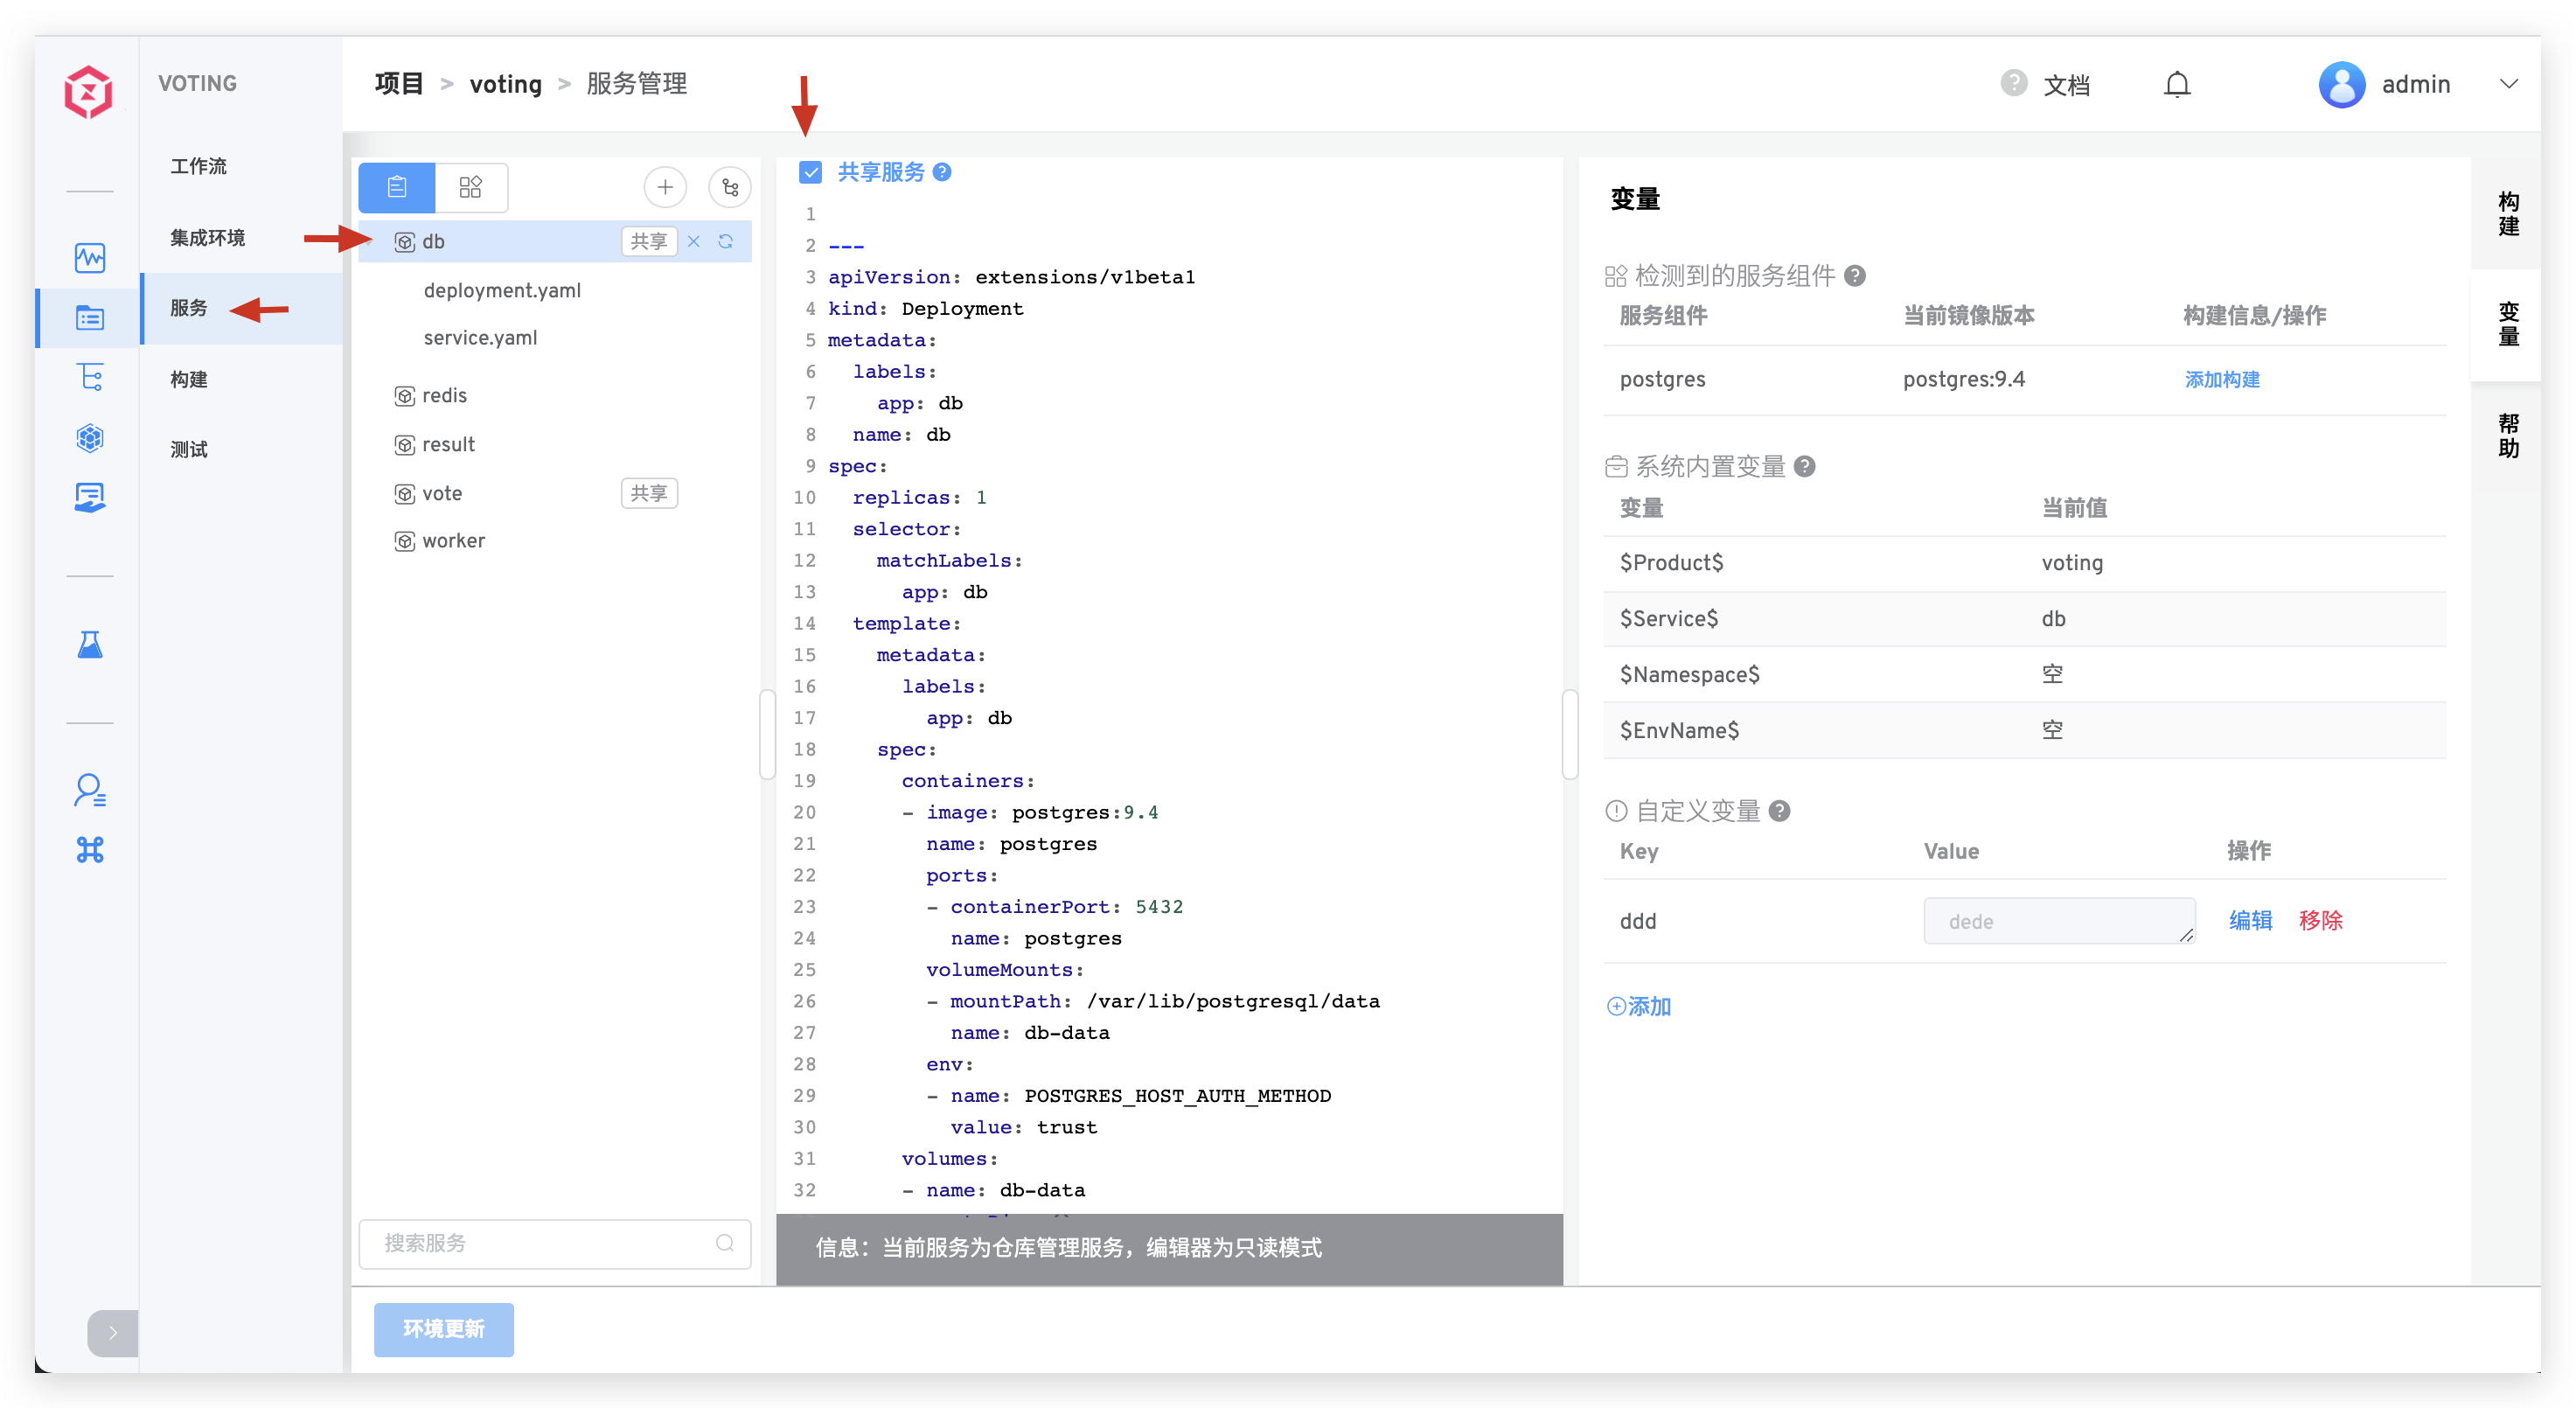 VOTING
工作流
集成环境
服务
构建
测试
项目 > voting > 服务管理
文档
admin
db 共享
deployment.yaml
service.yaml
redis
result
vote 共享
worker
搜索服务
共享服务
1
2 ---
3 apiVersion: extensions/v1beta1
4 kind: Deployment
5 metadata:
6 labels:
7 app: db
8 name: db
9 spec:
10 replicas: 1
11 selector:
12 matchLabels:
13 app: db
14 template:
15 metadata:
16 labels:
17 app: db
18 spec:
19 containers:
20 - image: postgres:9.4
21 name: postgres
22 ports:
23 - containerPort: 5432
24 name: postgres
25 volumeMounts:
26 - mountPath: /var/lib/postgresql/data
27 name: db-data
28 env:
29 - name: POSTGRES_HOST_AUTH_METHOD
30 value: trust
31 volumes:
32 - name: db-data
信息：当前服务为仓库管理服务，编辑器为只读模式
变量
检测到的服务组件
服务组件 当前镜像版本 构建信息/操作
postgres postgres:9.4 添加构建
系统内置变量
变量 当前值
$Product$ voting
$Service$ db
$Namespace$ 空
$EnvName$ 空
自定义变量
Key Value 操作
ddd dede 编辑 移除
添加
构建
变量
帮助
环境更新